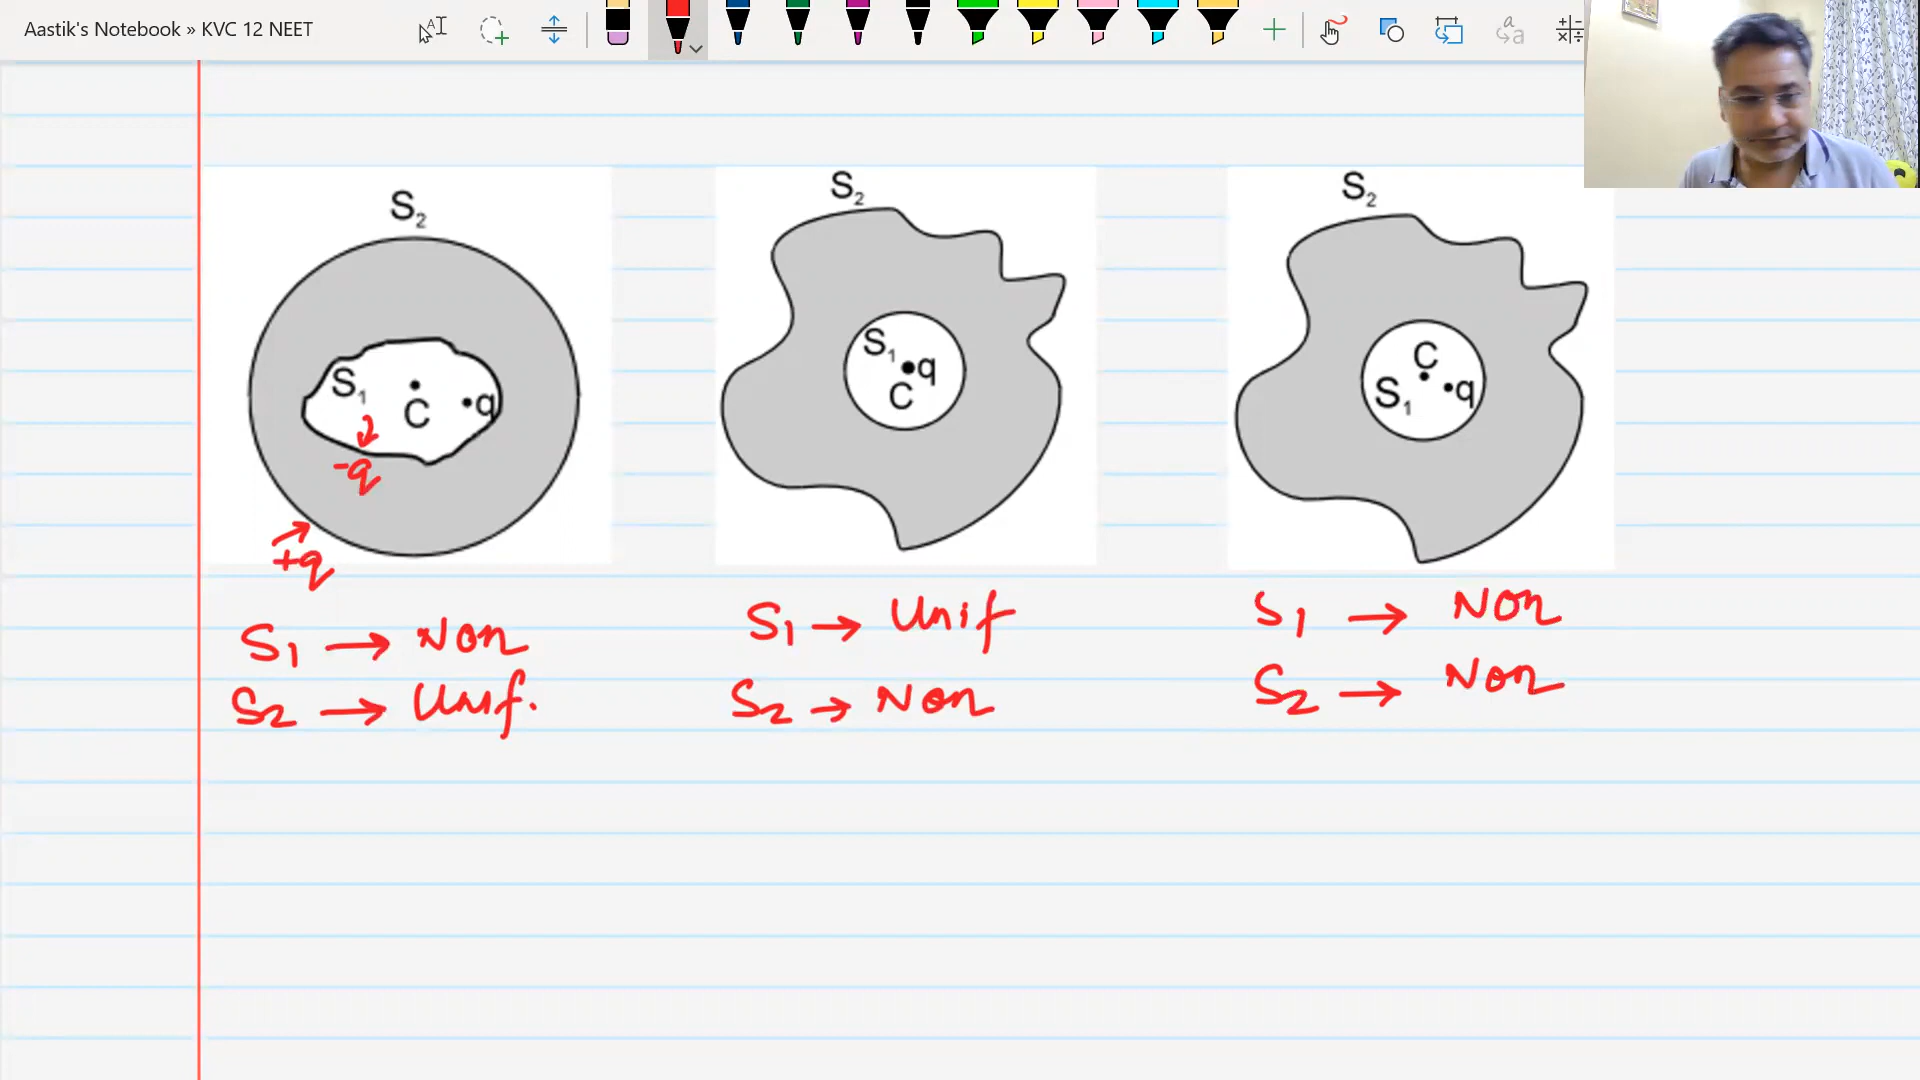 Aastik's Notebook » KVC 12 NEET
S₂
S₁
C
q
-q
+q
S₁ → Non
S₂ → Unif.
S₂
S₁
q
C
S₁ → Unif
S₂ → Non
S₂
C
S₁
q
S₁ → Non
S₂ → Non